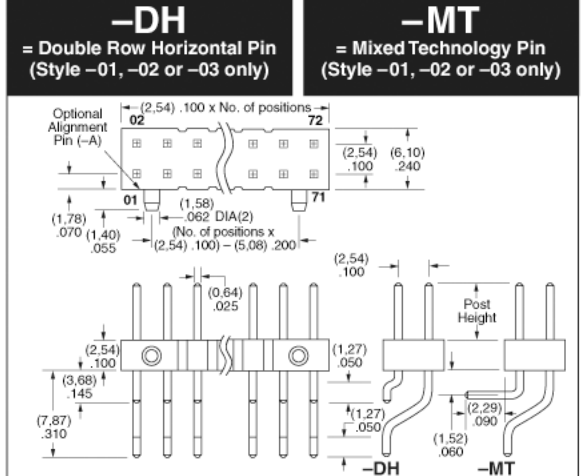 –DH
= Double Row Horizontal Pin
(Style –01, –02 or –03 only)
–MT
= Mixed Technology Pin
(Style –01, –02 or –03 only)
Optional
Alignment
Pin (–A)
(2,54) .100 x No. of positions
02
72
(2,54)
.100
(6,10)
.240
01
71
(1,78)
.070
(1,40)
.055
(1,58)
.062 DIA(2)
(No. of positions x
(2,54) .100) – (5,08) .200
(0,64)
.025
(2,54)
.100
Post
Height
(2,54)
.100
(3,68)
.145
(7,87)
.310
(1,27)
.050
(1,27)
.050
(2,29)
.090
(1,52)
.060
–DH
–MT